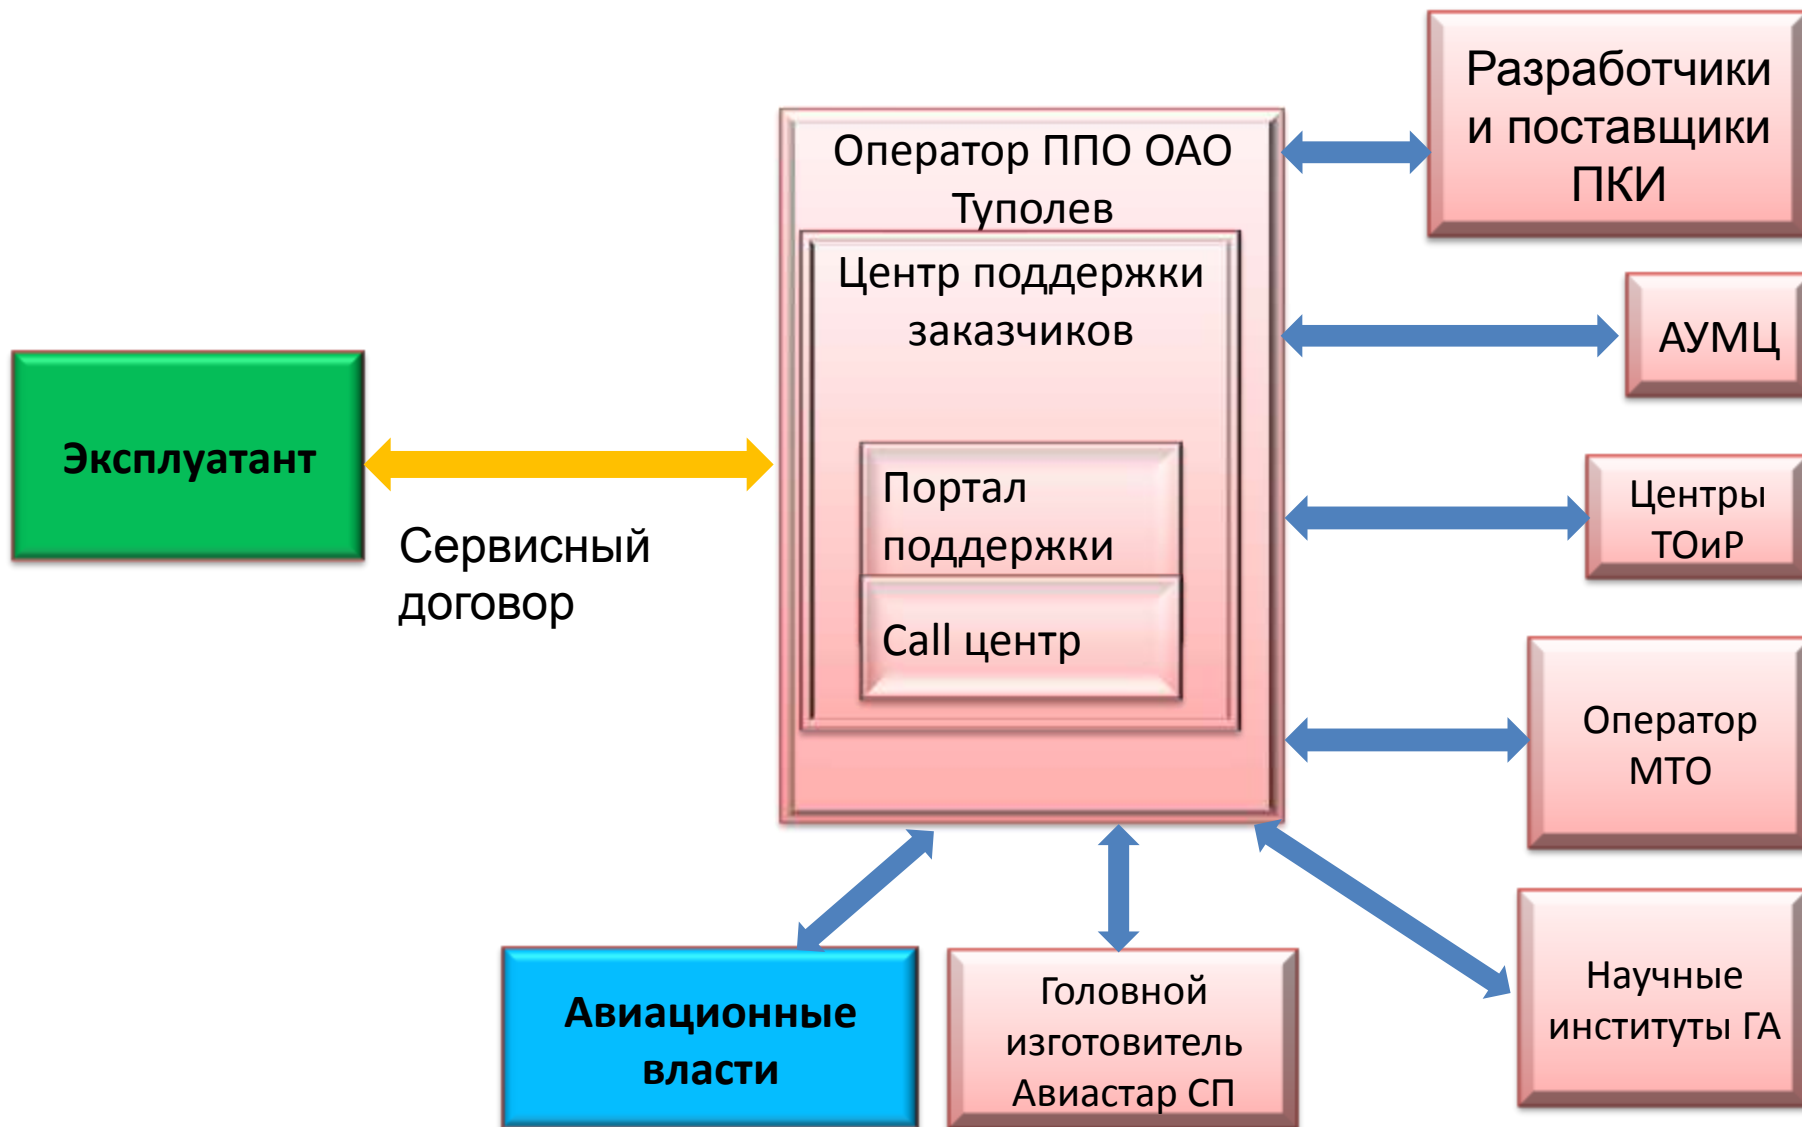 Разработчики
и поставщики
ПКИ
Оператор ППО ОАО
Туполев
Центр поддержки
заказчиков
АУМЦ
Эксплуатант
Портал
поддержки
Центры
ТОиР
Сервисный
договор
Call центр
Оператор
МТО
Авиационные
власти
Головной
изготовитель
Авиастар СП
Научные
институты ГА